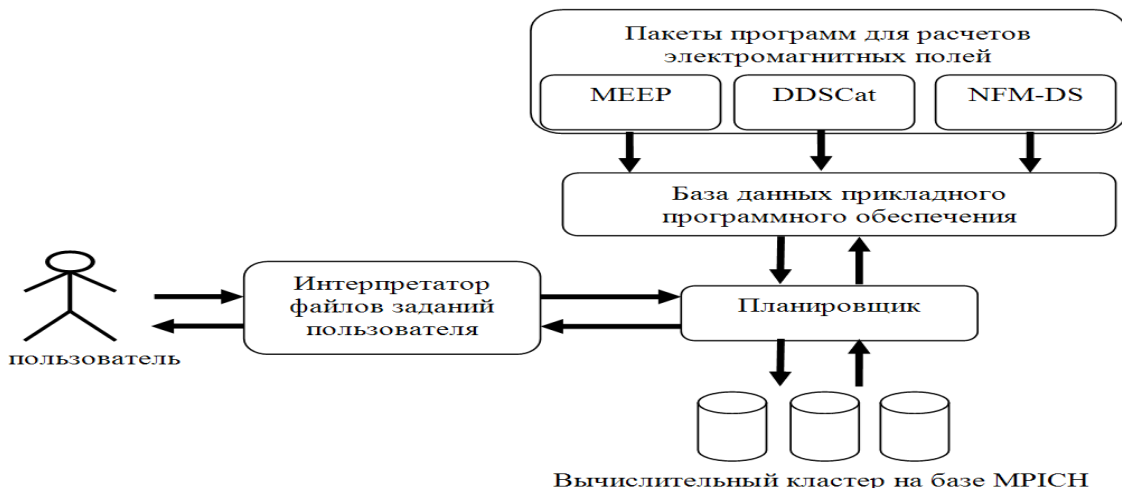 Пакеты программ для расчетов
электромагнитных полей
MEEP
DDSCat
NFM-DS
База данных прикладного
программного обеспечения
Интерпретатор
файлов заданий
пользователя
Планировщик
пользователь
Вычислительный кластер на базе MPICH